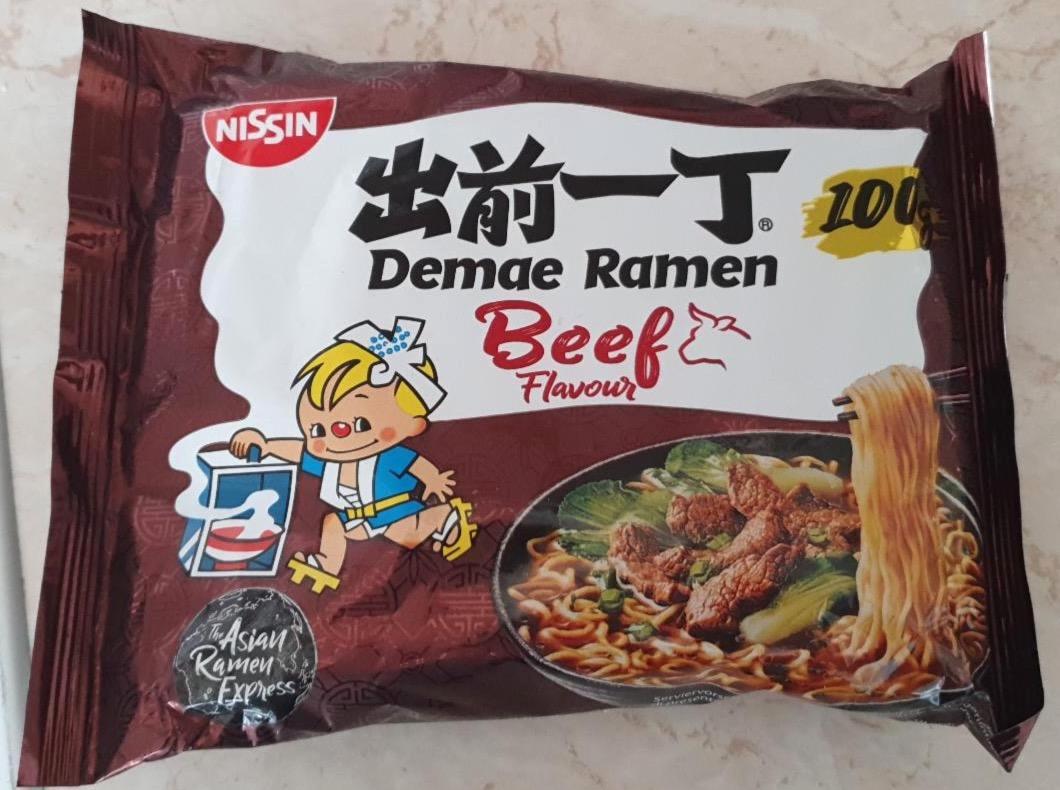 NISSIN
出前一丁®
100g
Demae Ramen
Beef
Flavour
The Asian
Ramen
Express